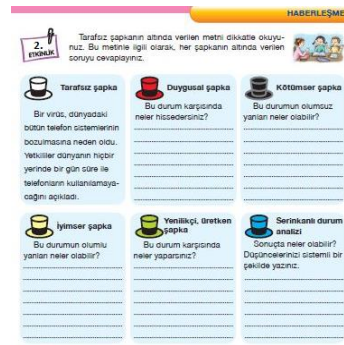 HABERLEŞME
2.
ETKİNLİK
Tarafsız şapkanın altında verilen metni dikkatle okuyu-
nuz. Bu metinle ilgili olarak, her şapkanın altında verilen
soruyu cevaplayınız.
Tarafsız şapka
Bir virüs, dünyadaki
bütün telefon sistemlerinin
bozulmasına neden oldu.
Yetkililer dünyanın hiçbir
yerinde bir gün süre ile
telefonların kullanılamaya-
cağını açıkladı.
Duygusal şapka
Bu durum karşısında
neler hissedersiniz?
Kötümser şapka
Bu durumun olumsuz
yanları neler olabilir?
İyimser şapka
Bu durumun olumlu
yanları neler olabilir?
Yenilikçi, üretken
şapka
Bu durum karşısında
neler yaparsınız?
Serinkanlı durum
analizi
Sonuçta neler olabilir?
Düşüncelerinizi sistemli bir
şekilde yazınız.